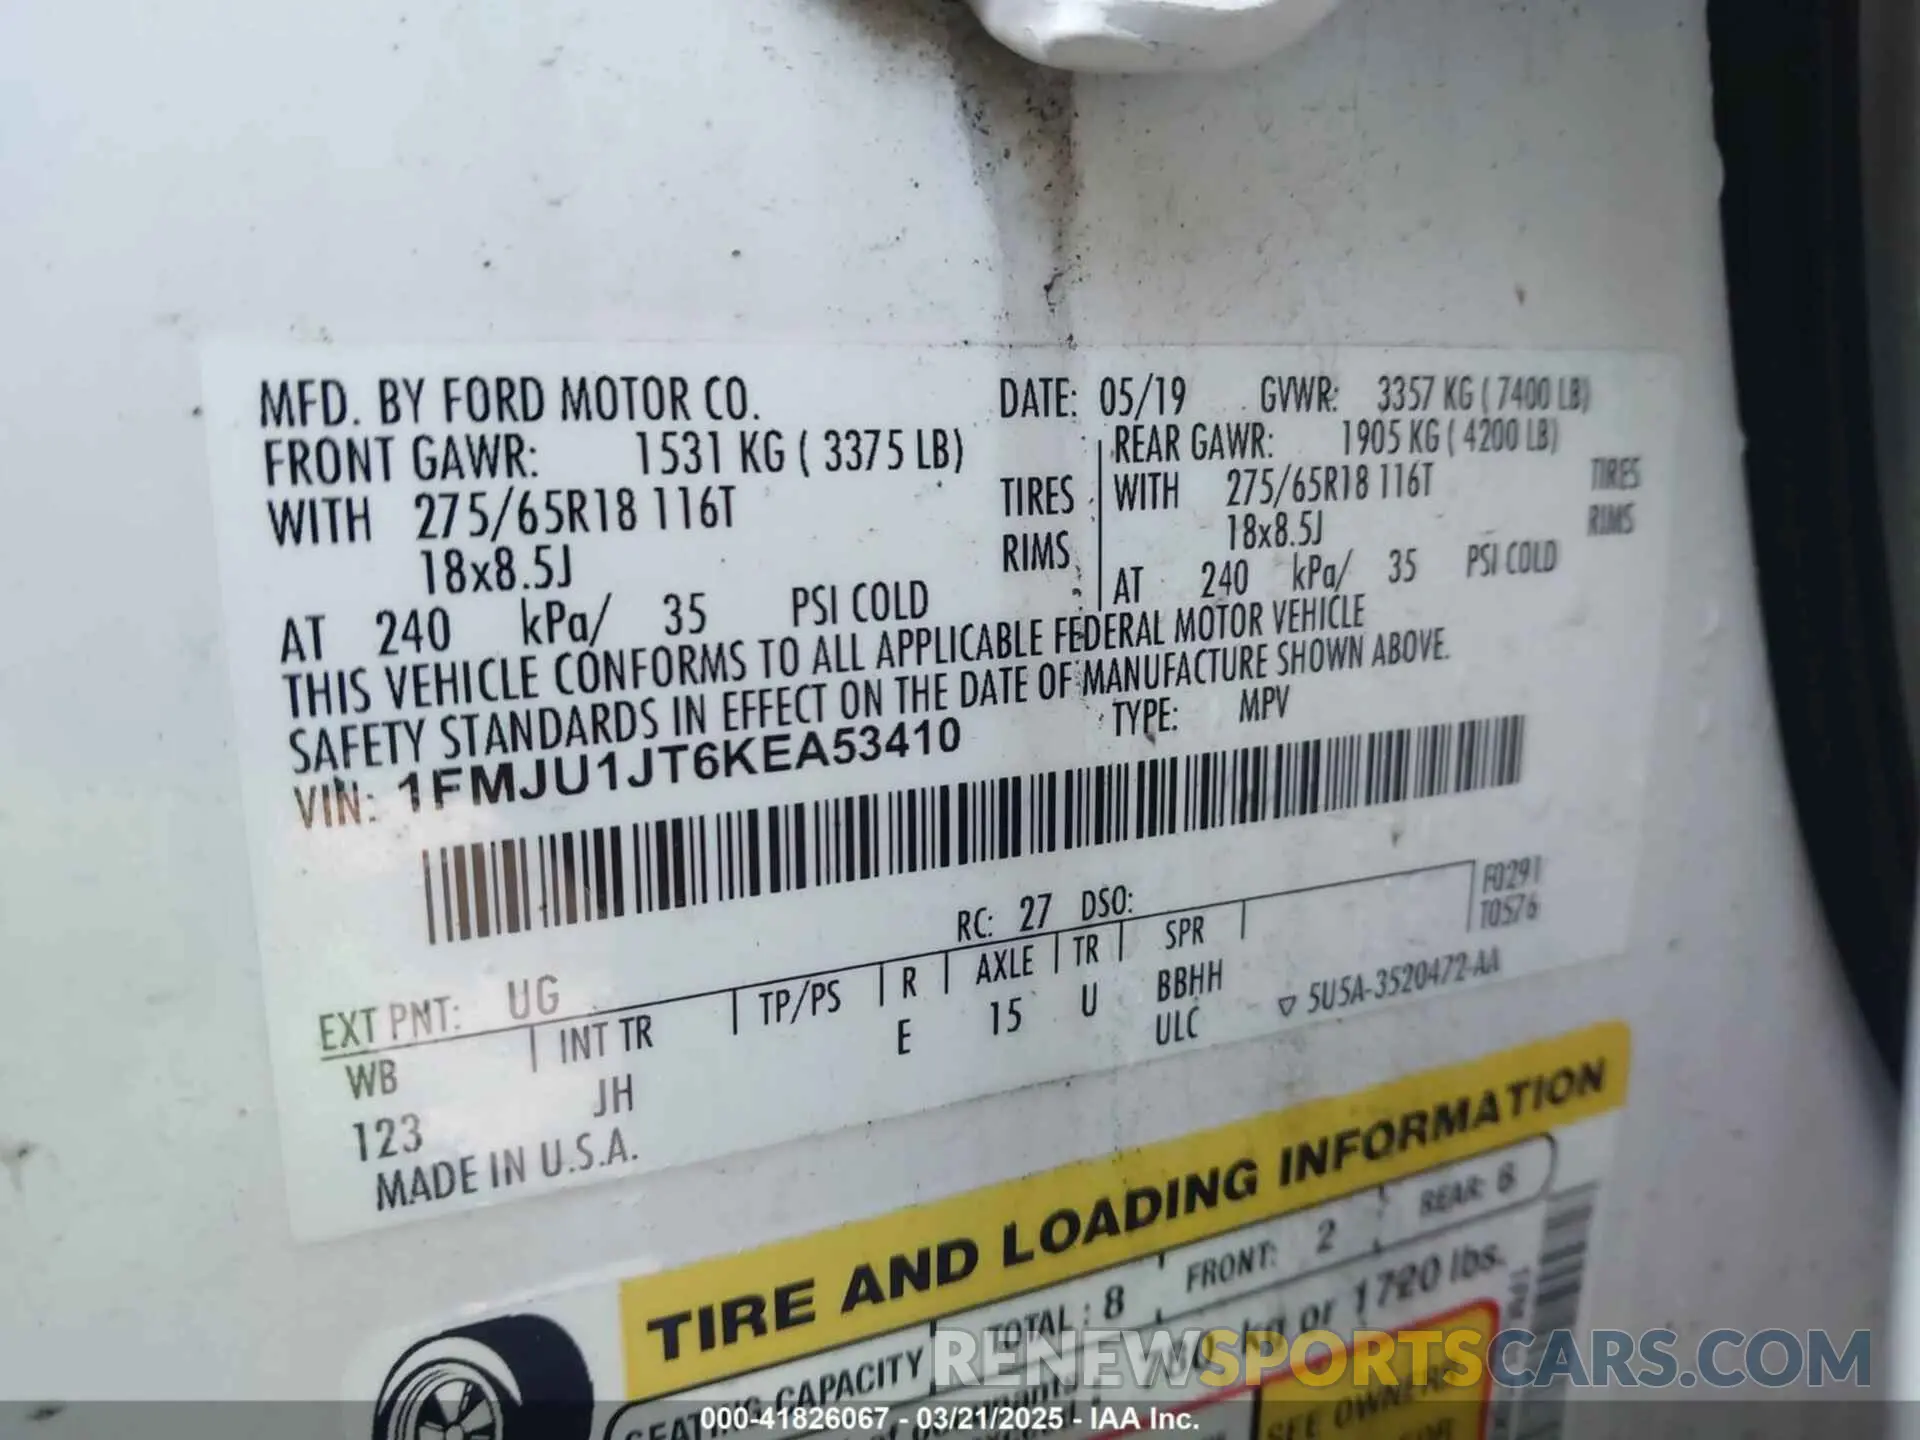 MFD. BY FORD MOTOR CO. DATE: 05/19 GVWR: 3357 KG ( 7400 LB)
FRONT GAWR: 1531 KG ( 3375 LB) REAR GAWR: 1905 KG ( 4200 LB)
WITH 275/65R18 116T TIRES WITH 275/65R18 116T TIRES
18x8.5J RIMS 18x8.5J RIMS
AT 240 kPa/ 35 PSI COLD AT 240 kPa/ 35 PSI COLD
THIS VEHICLE CONFORMS TO ALL APPLICABLE FEDERAL MOTOR VEHICLE
SAFETY STANDARDS IN EFFECT ON THE DATE OF MANUFACTURE SHOWN ABOVE.
VIN: 1FMJU1JT6KEA53410 TYPE: MPV
F0291
T0576
EXT PNT: UG RC: 27 DSO:
WB INT TR TP/PS R AXLE TR SPR
123 JH E 15 U BBHH
ULC
5U5A-3520472-AA
MADE IN U.S.A.
TIRE AND LOADING INFORMATION
SEATING CAPACITY TOTAL : 8 FRONT: 2 REAR: 6
kg or 1720 lbs.
SEE OWNERS
RENEWSPORTSCARS.COM
000-41826067 - 03/21/2025 - IAA Inc.